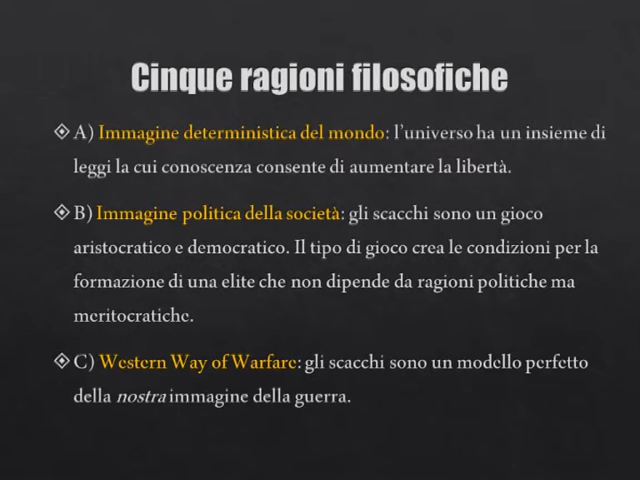 Cinque ragioni filosofiche
A) Immagine deterministica del mondo: l'universo ha un insieme di
leggi la cui conoscenza consente di aumentare la libertà.
B) Immagine politica della società: gli scacchi sono un gioco
aristocratico e democratico. Il tipo di gioco crea le condizioni per la
formazione di una elite che non dipende da ragioni politiche ma
meritocratiche.
C) Western Way of Warfare: gli scacchi sono un modello perfetto
della nostra immagine della guerra.